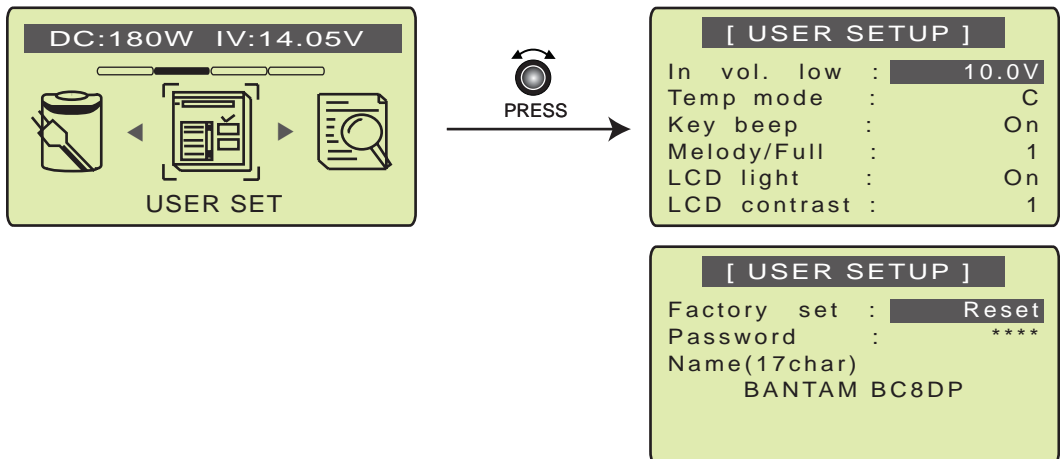 DC:180W IV:14.05V
USER SET
PRESS
[ USER SETUP ]
In vol. low : 10.0V
Temp mode : C
Key beep : On
Melody/Full : 1
LCD light : On
LCD contrast : 1
[ USER SETUP ]
Factory set : Reset
Password : ****
Name(17char)
BANTAM BC8DP